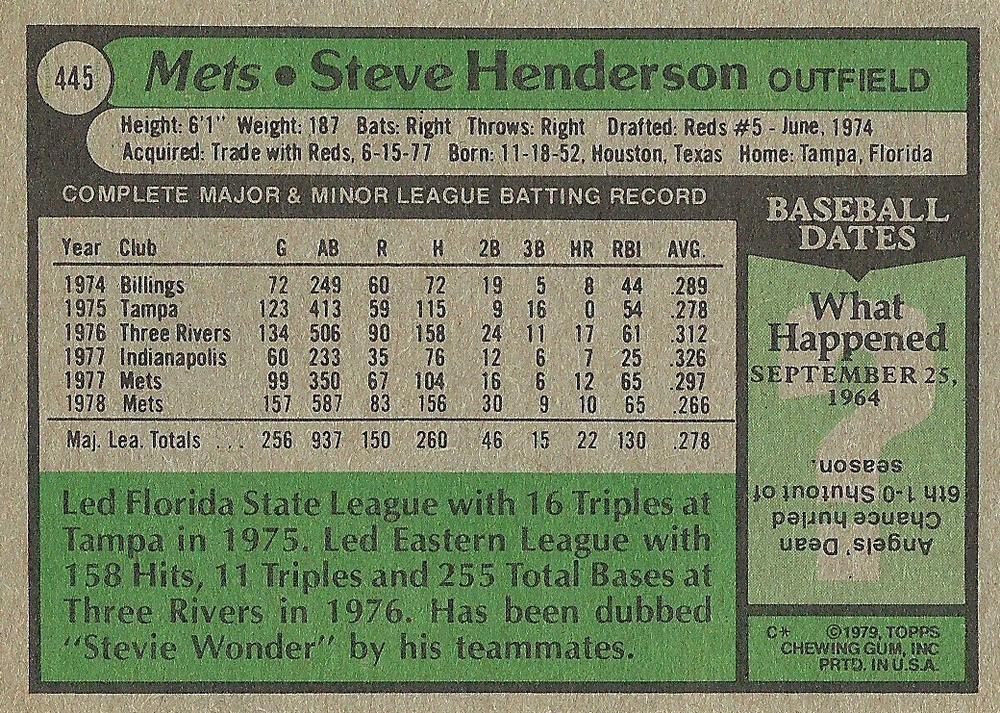 445
Mets • Steve Henderson OUTFIELD
Height: 6'1" Weight: 187 Bats: Right Throws: Right Drafted: Reds #5 - June, 1974
Acquired: Trade with Reds, 6-15-77 Born: 11-18-52, Houston, Texas Home: Tampa, Florida
COMPLETE MAJOR & MINOR LEAGUE BATTING RECORD
Year Club G AB R H 2B 3B HR RBI AVG.
1974 Billings 72 249 60 72 19 5 8 44 .289
1975 Tampa 123 413 59 115 9 16 0 54 .278
1976 Three Rivers 134 506 90 158 24 11 17 61 .312
1977 Indianapolis 60 233 35 76 12 6 7 25 .326
1977 Mets 99 350 67 104 16 6 12 65 .297
1978 Mets 157 587 83 156 30 9 10 65 .266
Maj. Lea. Totals ... 256 937 150 260 46 15 22 130 .278
Led Florida State League with 16 Triples at
Tampa in 1975. Led Eastern League with
158 Hits, 11 Triples and 255 Total Bases at
Three Rivers in 1976. Has been dubbed
"Stevie Wonder" by his teammates.
BASEBALL
DATES
What
Happened
SEPTEMBER 25,
1964
?
Angels' Dean
Chance hurled
6th 1-0 Shutout of
season.
C* ©1979, TOPPS
CHEWING GUM, INC
PRTD. IN U.S.A.